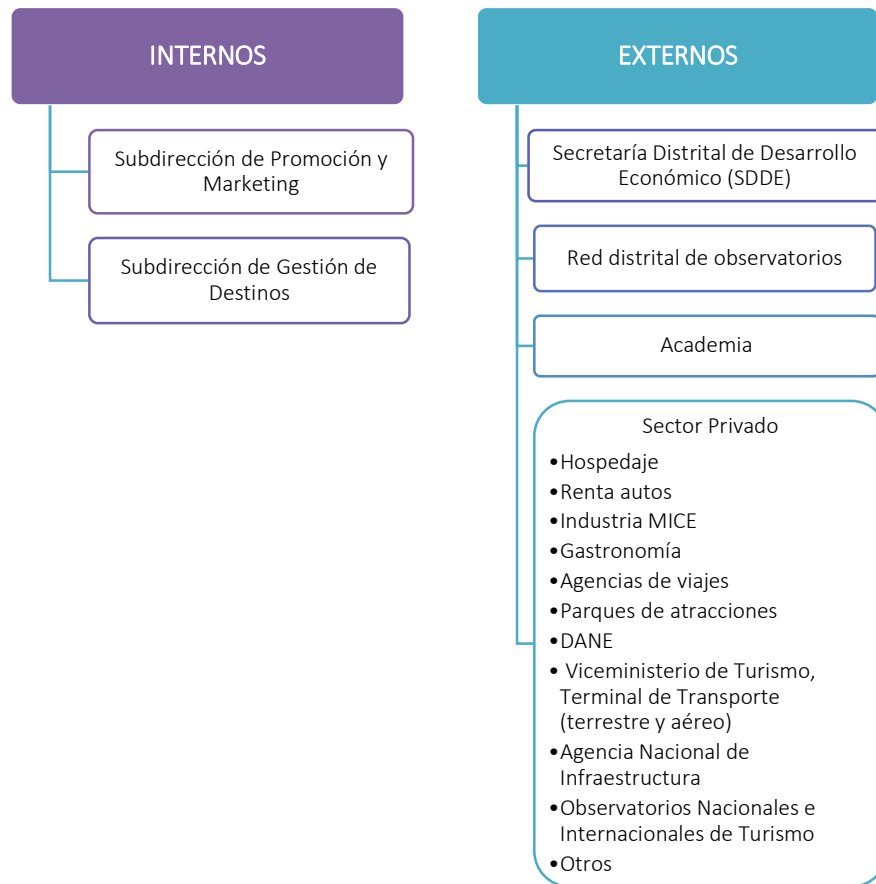 INTERNOS
Subdirección de Promoción y
Marketing
Subdirección de Gestión de
Destinos
EXTERNOS
Secretaría Distrital de Desarrollo
Económico (SDDE)
Red distrital de observatorios
Academia
Sector Privado
•Hospedaje
•Renta autos
•Industria MICE
•Gastronomía
•Agencias de viajes
•Parques de atracciones
•DANE
• Viceministerio de Turismo,
Terminal de Transporte
(terrestre y aéreo)
•Agencia Nacional de
Infraestructura
•Observatorios Nacionales e
Internacionales de Turismo
•Otros